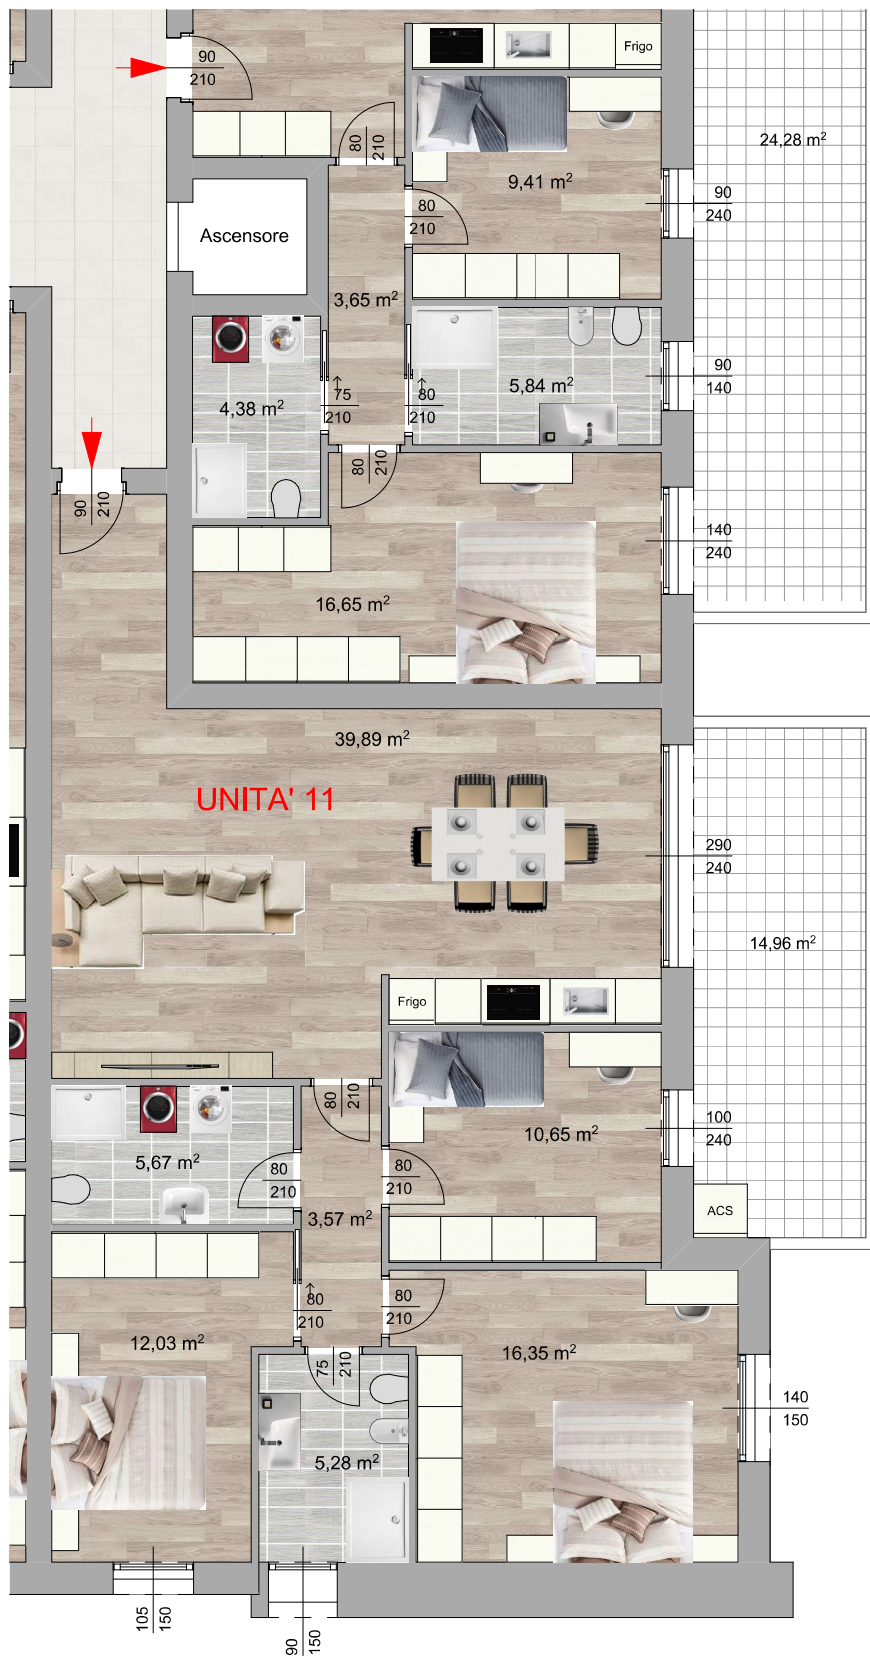 90
210
Frigo
24,28 m²
80
210
9,41 m²
90
240
80
210
Ascensore
3,65 m²
90
140
5,84 m²
75
210
80
210
4,38 m²
80
210
90
210
140
240
16,65 m²
39,89 m²
UNITA' 11
290
240
14,96 m²
Frigo
80
210
100
240
10,65 m²
5,67 m²
80
210
80
210
ACS
3,57 m²
80
210
80
210
12,03 m²
75
210
16,35 m²
140
150
5,28 m²
105
150
90
150